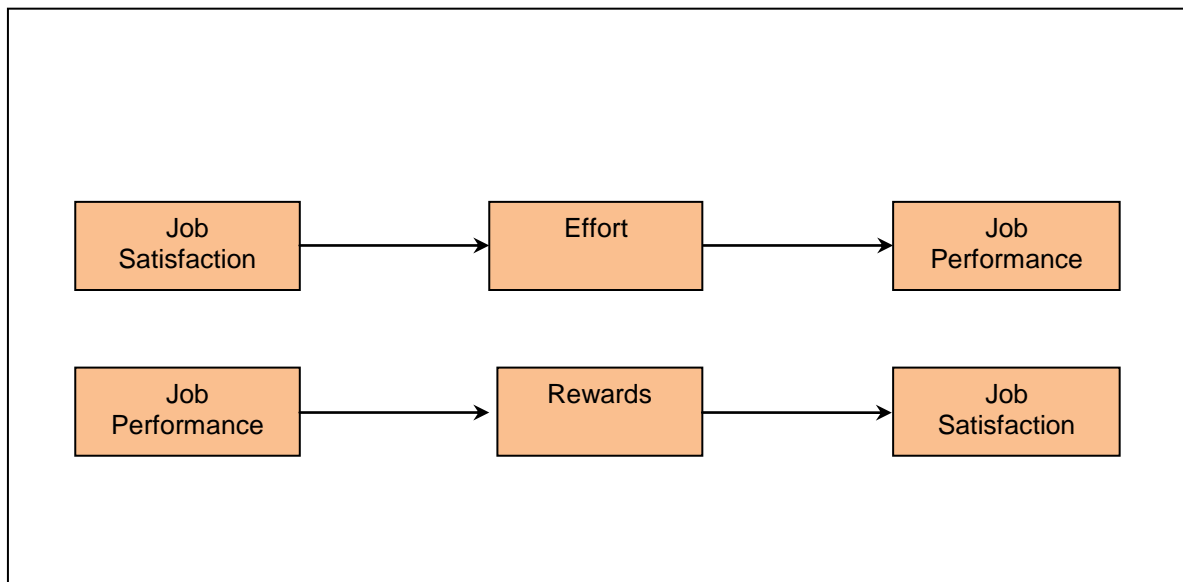 Job
Satisfaction
Effort
Job
Performance
Job
Performance
Rewards
Job
Satisfaction